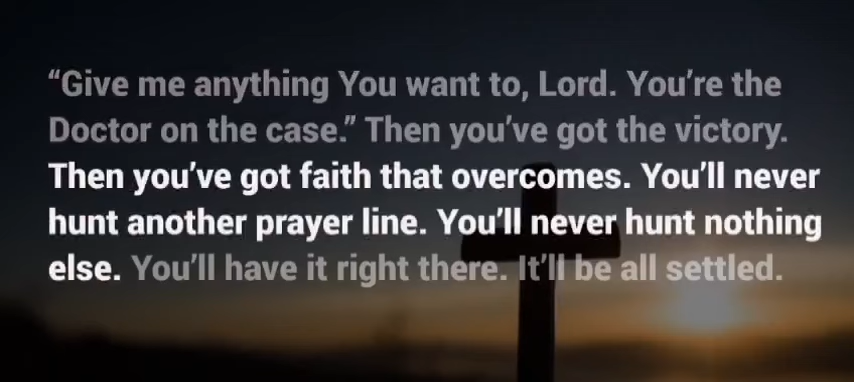 “Give me anything You want to, Lord. You’re the
Doctor on the case.” Then you’ve got the victory.
Then you’ve got faith that overcomes. You’ll never
hunt another prayer line. You’ll never hunt nothing
else. You’ll have it right there. It’ll be all settled.